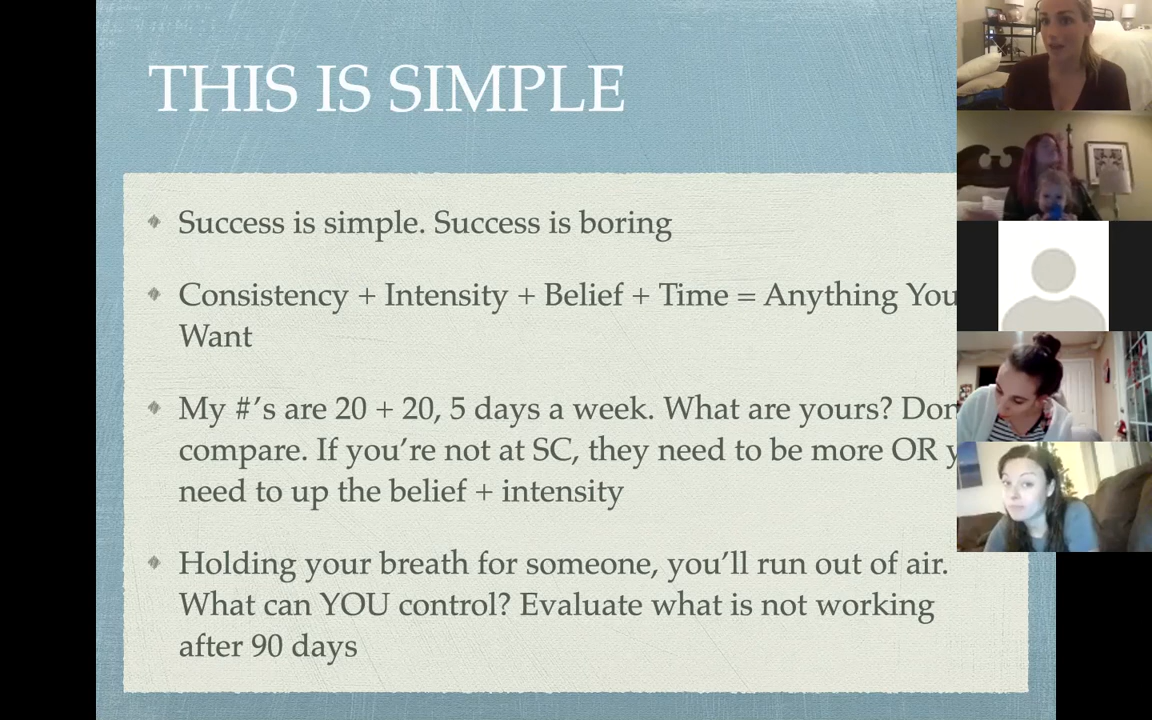 THIS IS SIMPLE
Success is simple. Success is boring
Consistency + Intensity + Belief + Time = Anything You
Want
My #'s are 20 + 20, 5 days a week. What are yours?
compare. If you're not at SC, they need to be more OR
need to up the belief + intensity
Holding your breath for someone, you'll run out of air.
What can YOU control? Evaluate what is not working
after 90 days